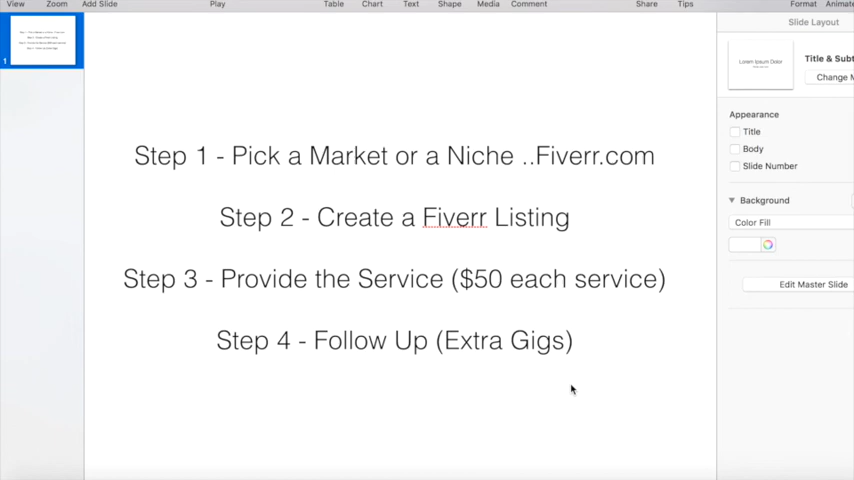 View Zoom Add Slide Play Table Chart Text Shape Media Comment Share Tips Format Animate
Slide Layout
1
Lorem Ipsum Dolor
Title & Subt
Change M
Appearance
Title
Body
Slide Number
Background
Color Fill
Edit Master Slide
Step 1 - Pick a Market or a Niche ..Fiverr.com
Step 2 - Create a Fiverr Listing
Step 3 - Provide the Service ($50 each service)
Step 4 - Follow Up (Extra Gigs)